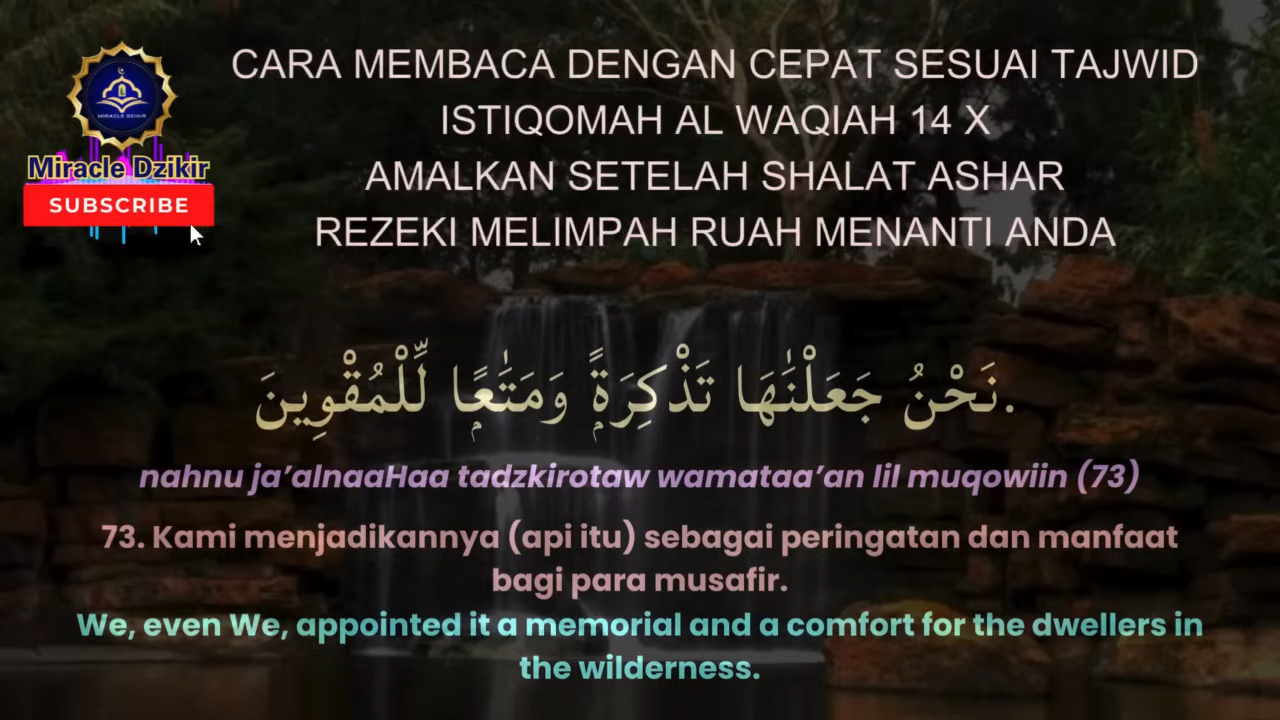 CARA MEMBACA DENGAN CEPAT SESUAI TAJWID
ISTIQOMAH AL WAQIAH 14 X
AMALKAN SETELAH SHALAT ASHAR
REZEKI MELIMPAH RUAH MENANTI ANDA
MIRACLE DZIKIR
Miracle Dzikir
SUBSCRIBE
نَحْنُ جَعَلْنَٰهَا تَذْكِرَةًۭ وَمَتَٰعًۭا لِّلْمُقْوِينَ.
nahnu ja’alnaaHaa tadzkirotaw wamataa’an lil muqowiin (73)
73. Kami menjadikannya (api itu) sebagai peringatan dan manfaat
bagi para musafir.
We, even We, appointed it a memorial and a comfort for the dwellers in
the wilderness.